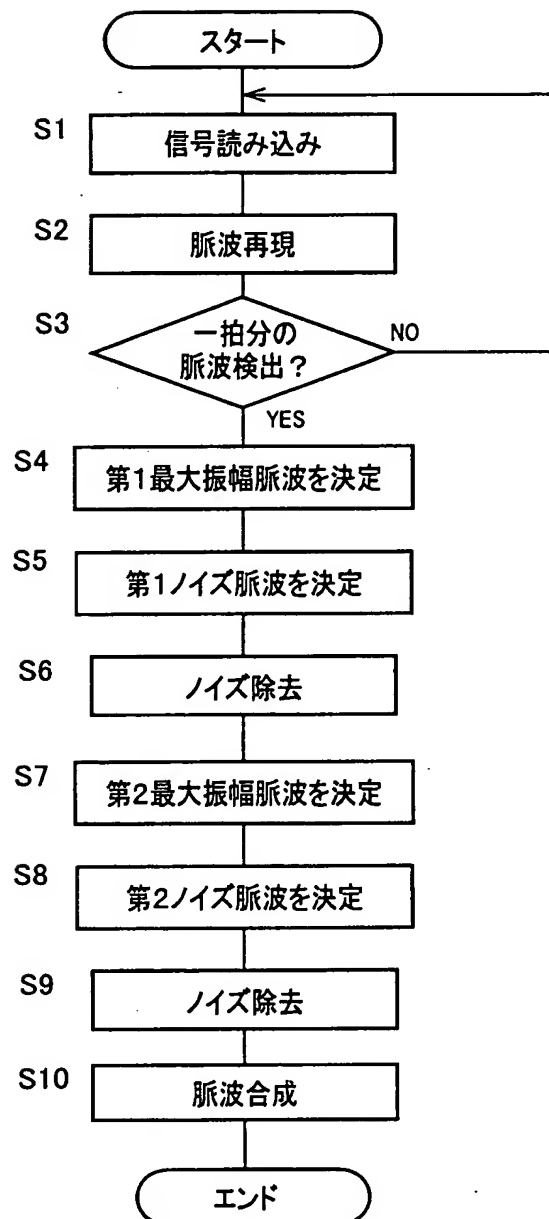 スタート
S1
信号読み込み
S2
脈波再現
S3
一拍分の
脈波検出？
NO
YES
S4
第1最大振幅脈波を決定
S5
第1ノイズ脈波を決定
S6
ノイズ除去
S7
第2最大振幅脈波を決定
S8
第2ノイズ脈波を決定
S9
ノイズ除去
S10
脈波合成
エンド